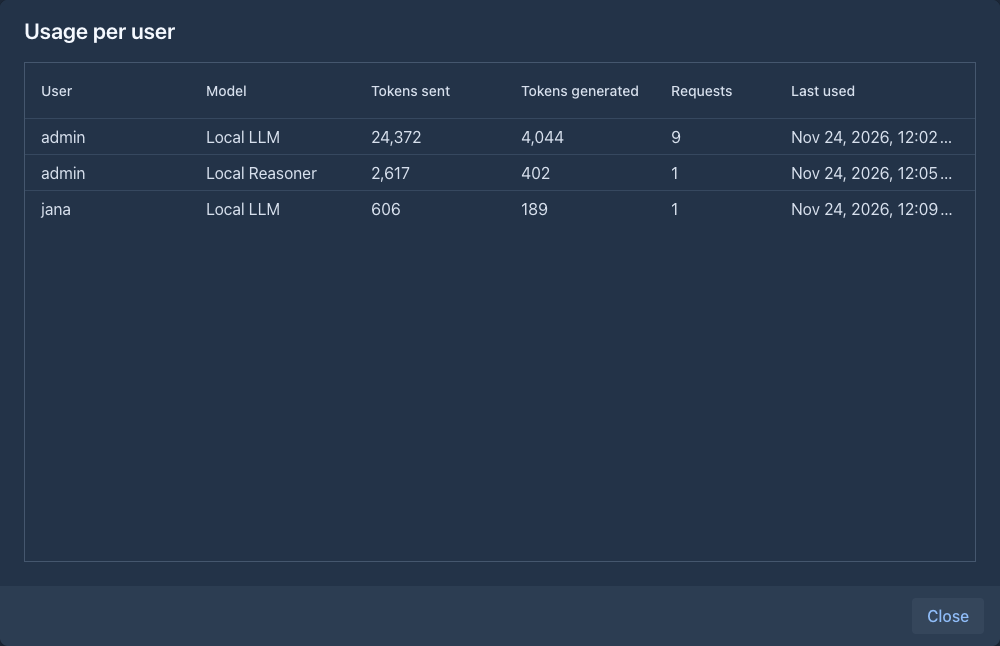 Usage per user
User Model Tokens sent Tokens generated Requests Last used
admin Local LLM 24,372 4,044 9 Nov 24, 2026, 12:02…
admin Local Reasoner 2,617 402 1 Nov 24, 2026, 12:05…
jana Local LLM 606 189 1 Nov 24, 2026, 12:09…
Close